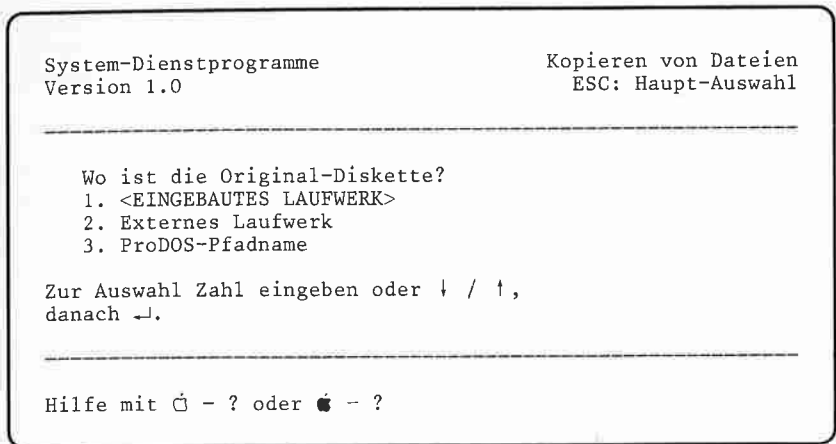 System-Dienstprogramme Kopieren von Dateien
Version 1.0 ESC: Haupt-Auswahl
Wo ist die Original-Diskette?
1. <EINGEBAUTES LAUFWERK>
2. Externes Laufwerk
3. ProDOS-Pfadname
Zur Auswahl Zahl eingeben oder ↓ / ↑,
danach ↵.
Hilfe mit  - ? oder  - ?